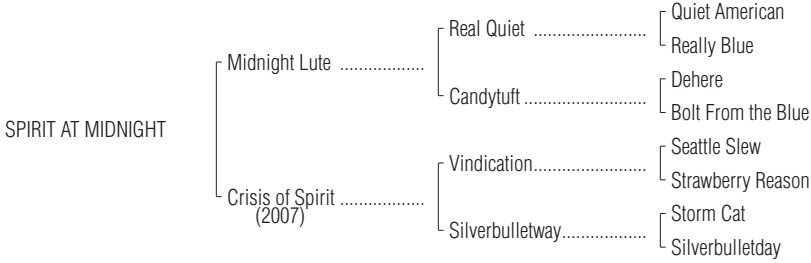 Quiet American
Real Quiet ........................
Really Blue
Midnight Lute ..................
Dehere
Candytuft ..........................
Bolt From the Blue
SPIRIT AT MIDNIGHT
Seattle Slew
Vindication........................
Strawberry Reason
Crisis of Spirit ..................
(2007)
Storm Cat
Silverbulletway..................
Silverbulletday